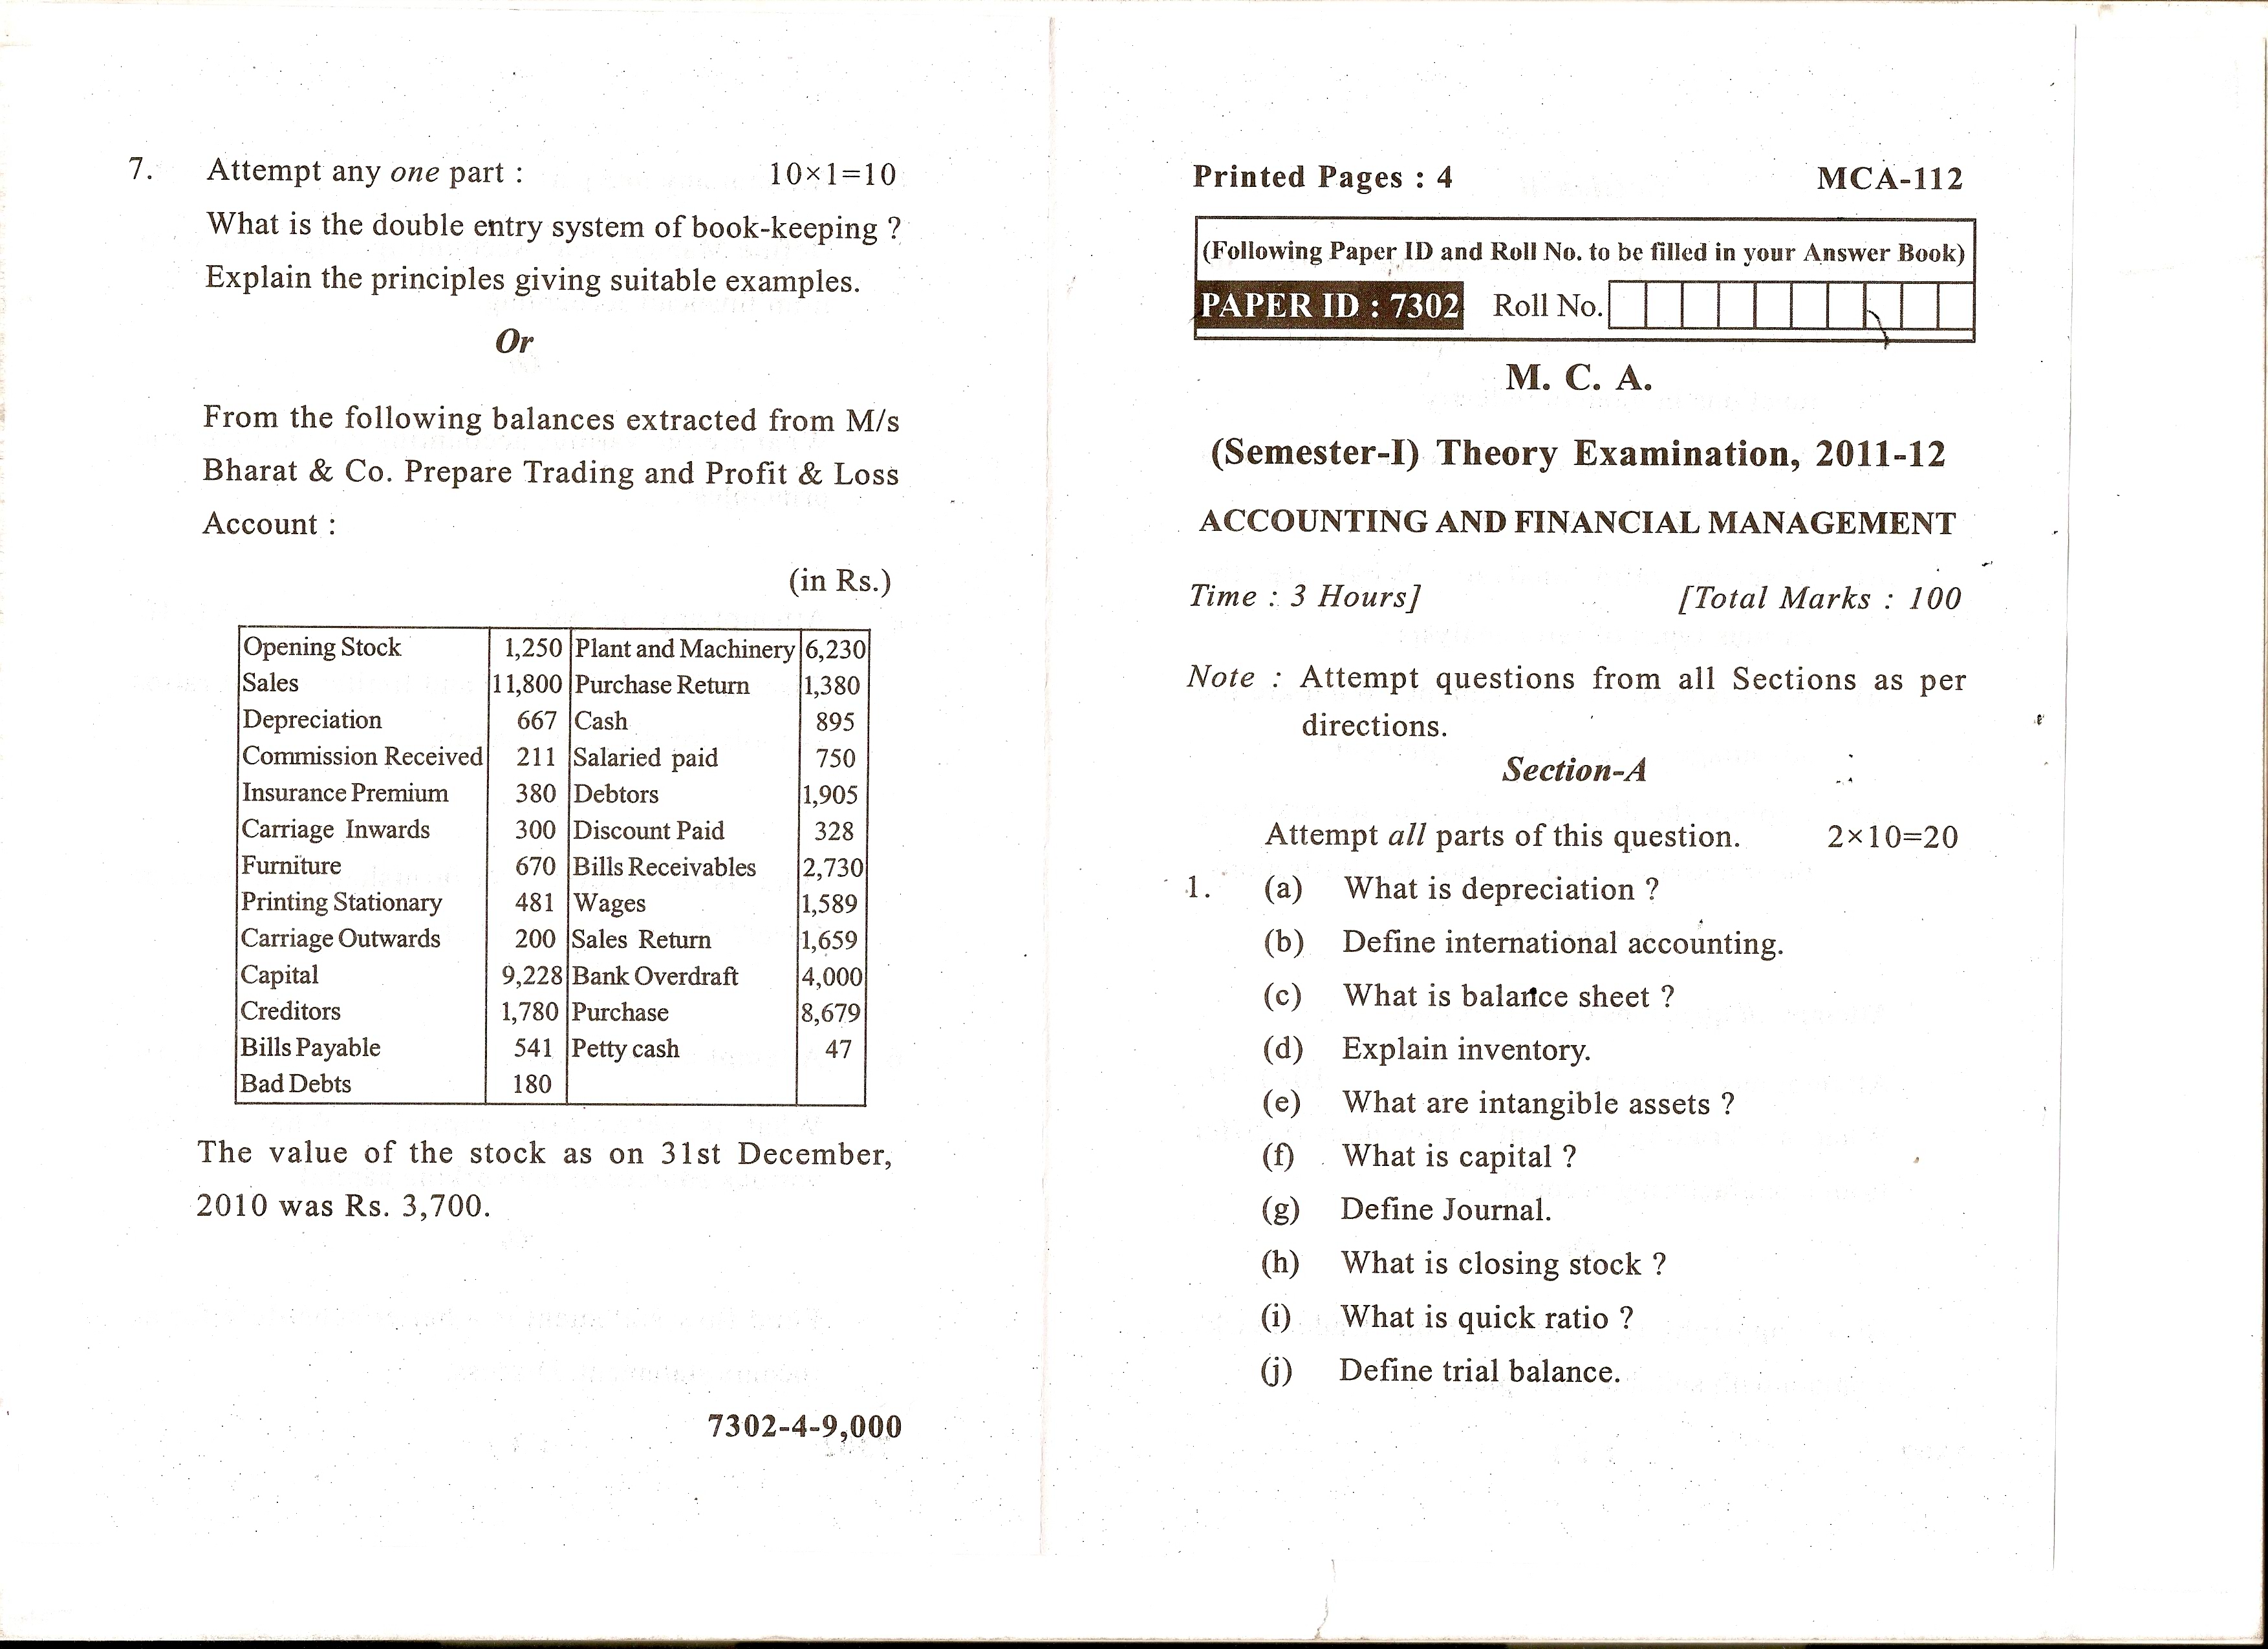 7. Attempt any one part : 10×1=10
What is the double entry system of book-keeping ?
Explain the principles giving suitable examples.
Or
From the following balances extracted from M/s
Bharat & Co. Prepare Trading and Profit & Loss
Account :
(in Rs.)
Opening Stock 1,250 Plant and Machinery 6,230
Sales 11,800 Purchase Return 1,380
Depreciation 667 Cash 895
Commission Received 211 Salaried paid 750
Insurance Premium 380 Debtors 1,905
Carriage Inwards 300 Discount Paid 328
Furniture 670 Bills Receivables 2,730
Printing Stationary 481 Wages 1,589
Carriage Outwards 200 Sales Return 1,659
Capital 9,228 Bank Overdraft 4,000
Creditors 1,780 Purchase 8,679
Bills Payable 541 Petty cash 47
Bad Debts 180
The value of the stock as on 31st December,
2010 was Rs. 3,700.
7302-4-9,000
Printed Pages : 4 MCA-112
(Following Paper ID and Roll No. to be filled in your Answer Book)
PAPER ID : 7302 Roll No.
M. C. A.
(Semester-I) Theory Examination, 2011-12
ACCOUNTING AND FINANCIAL MANAGEMENT
Time : 3 Hours] [Total Marks : 100
Note : Attempt questions from all Sections as per
directions.
Section-A
Attempt all parts of this question. 2×10=20
1. (a) What is depreciation ?
(b) Define international accounting.
(c) What is balance sheet ?
(d) Explain inventory.
(e) What are intangible assets ?
(f) What is capital ?
(g) Define Journal.
(h) What is closing stock ?
(i) What is quick ratio ?
(j) Define trial balance.